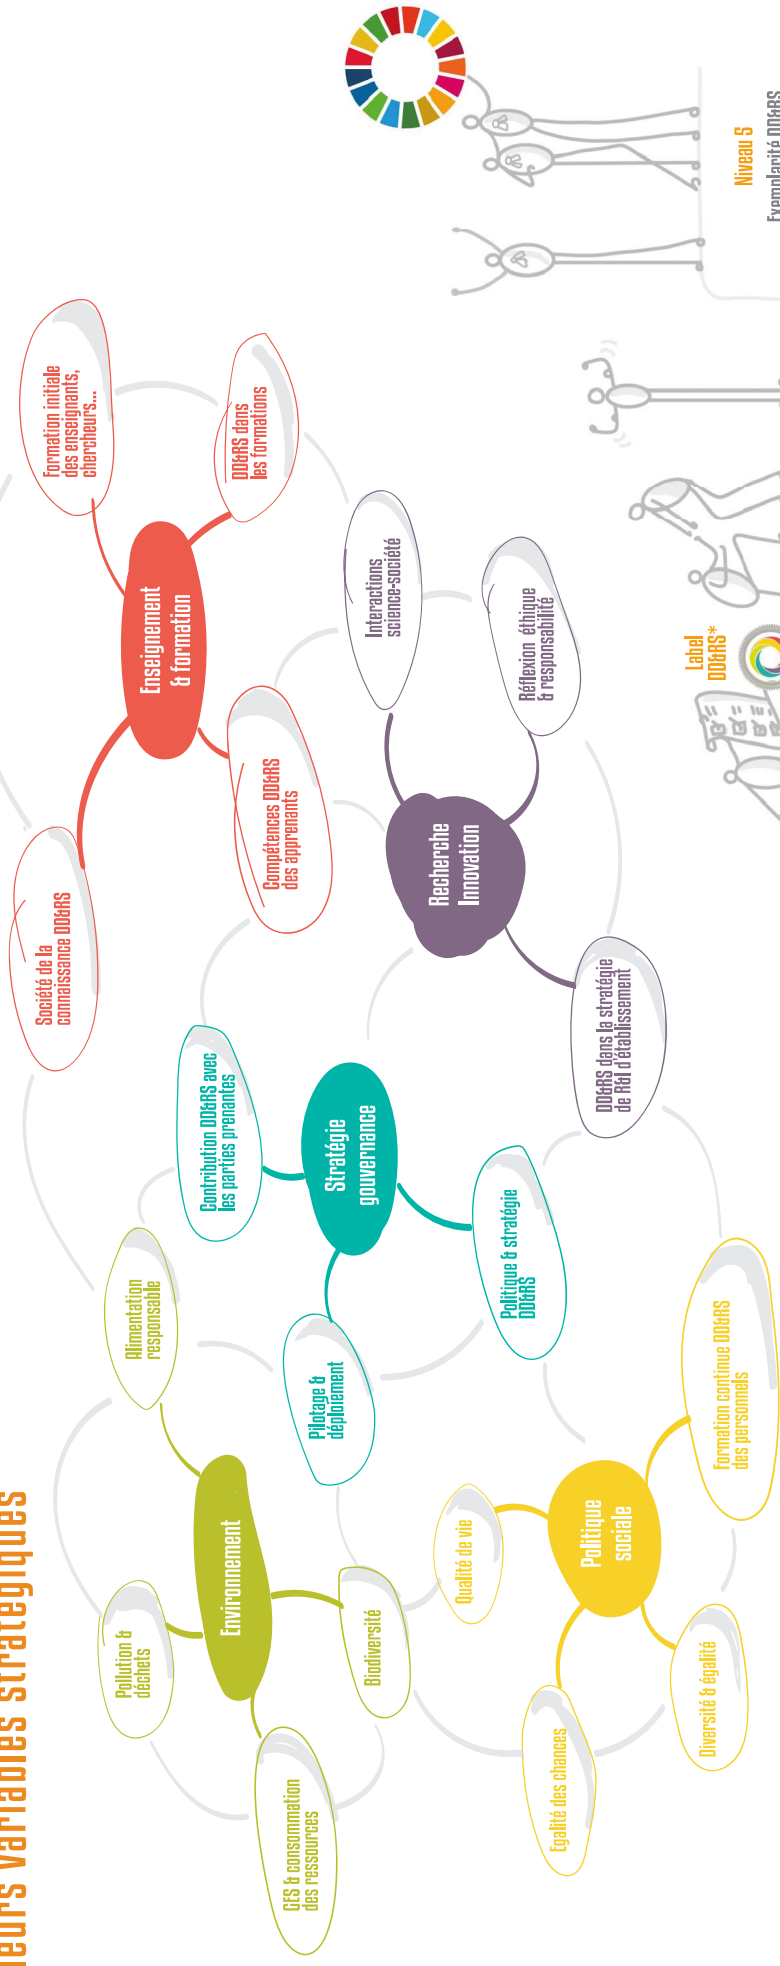 leurs variables stratégiques
Société de la
connaissance DD&RS
Formation initiale
des enseignants,
chercheurs...
Enseignement
& formation
DD&RS dans
les formations
Compétences DD&RS
des apprenants
Pollution &
déchets
Alimentation
responsable
Environnement
GES & consommation
des ressources
Biodiversité
Contribution DD&RS avec
les parties prenantes
Stratégie
gouvernance
Pilotage &
déploiement
Politique & stratégie
DD&RS
Interactions
science-société
Réflexion éthique
& responsabilité
Recherche
Innovation
DD&RS dans la stratégie
de R&I d'établissement
Qualité de vie
Politique
sociale
Egalité des chances
Diversité & égalité
Formation continue DD&RS
des personnels
Label
DD&RS*
Niveau 5
Exemplarité DD&RS